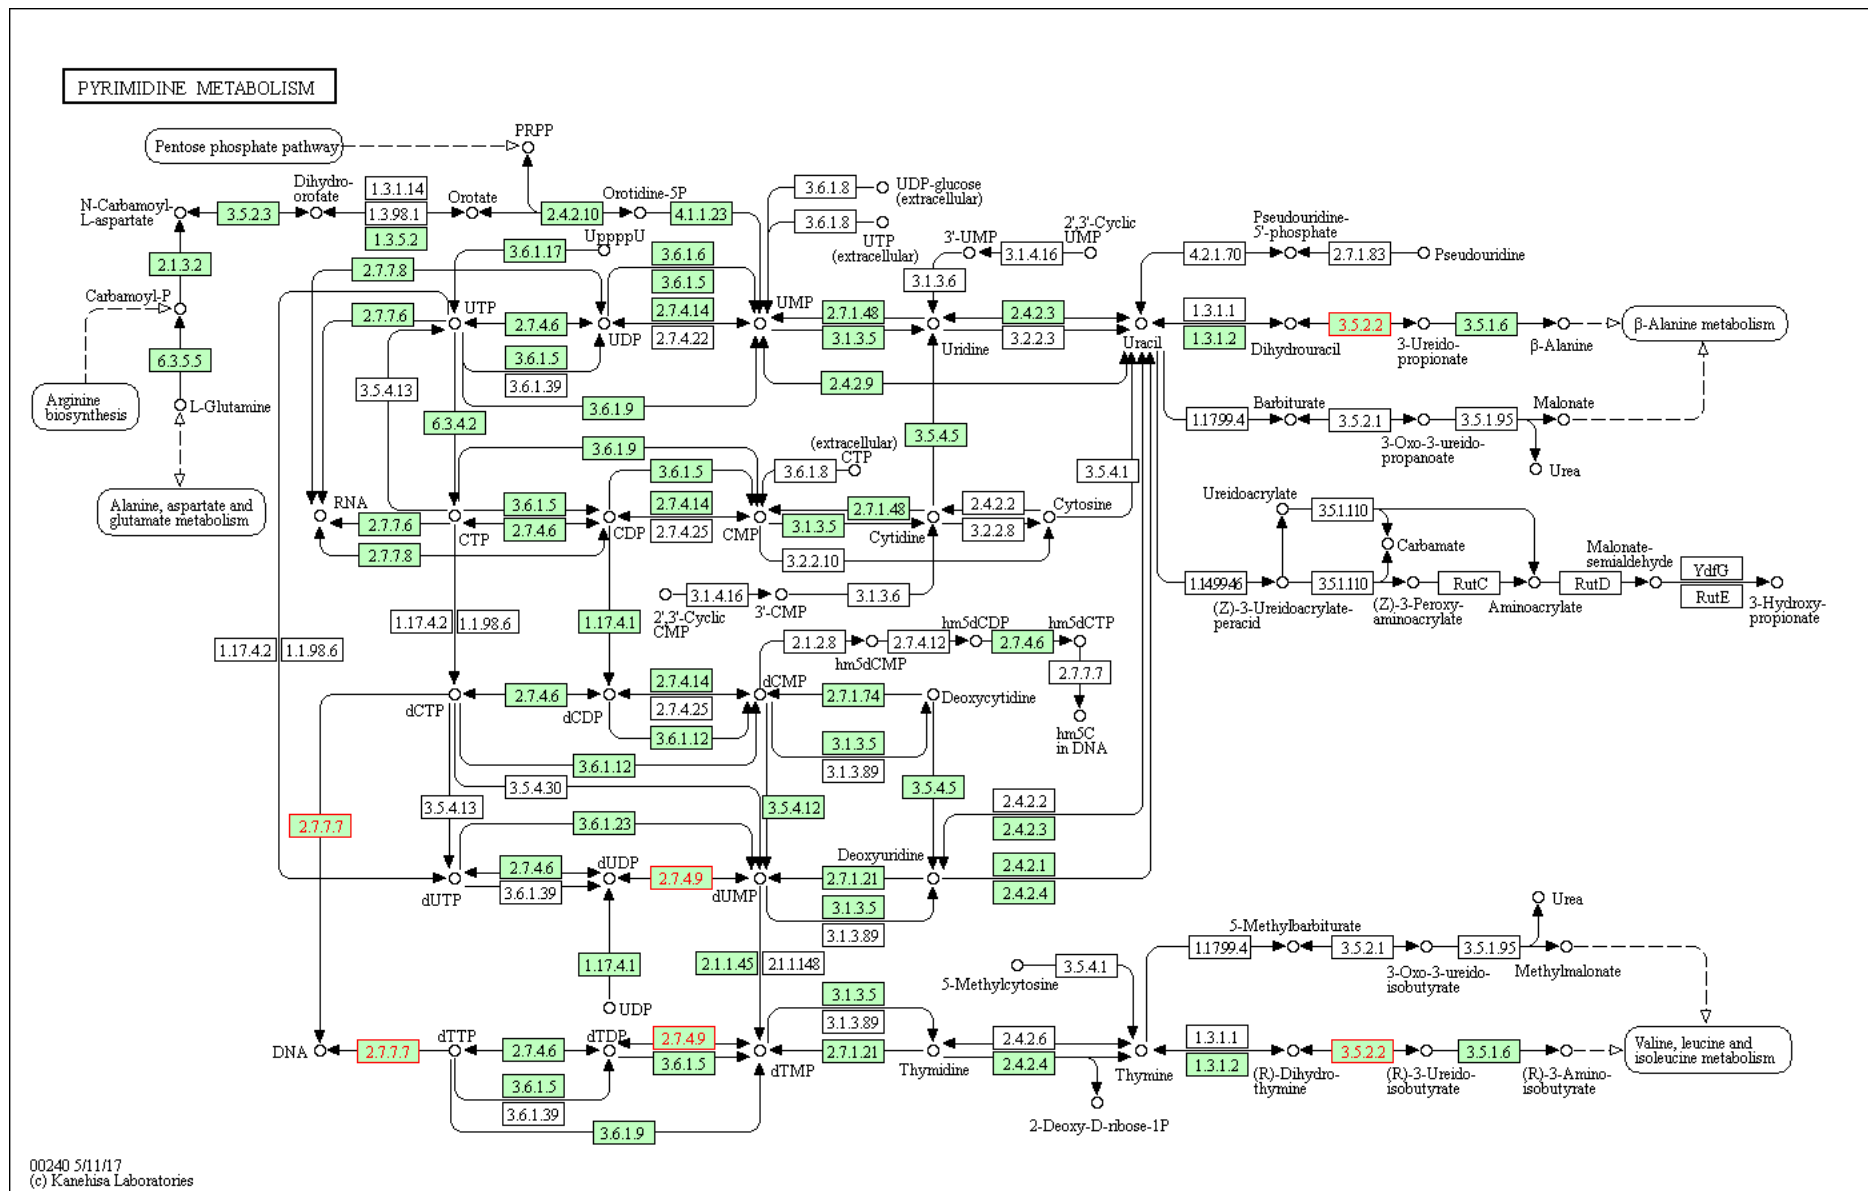 PYRIMIDINE METABOLISM
Pentose phosphate pathway
PRPP
N-Carbamoyl-
L-aspartate
3.5.2.3
Dihydro-
orotate
1.3.1.14
1.3.98.1
1.3.5.2
Orotate
2.4.2.10
Orotidine-5P
4.1.1.23
3.6.1.8
UDP-glucose
(extracellular)
3.6.1.8
UTP
(extracellular)
3'-UMP
3.1.4.16
2',3'-Cyclic
UMP
3.1.3.6
Pseudouridine-
5'-phosphate
4.2.1.70
2.7.1.83
Pseudouridine
2.1.3.2
Carbamoyl-P
6.3.5.5
L-Glutamine
Arginine
biosynthesis
Alanine, aspartate and
glutamate metabolism
3.6.1.17
UppppU
2.7.7.8
2.7.7.6
UTP
2.7.4.6
UDP
3.6.1.5
3.6.1.39
3.6.1.6
3.6.1.5
2.7.4.14
2.7.4.22
UMP
2.7.1.48
3.1.3.5
Uridine
2.4.2.3
3.2.2.3
Uracil
1.3.1.1
1.3.1.2
Dihydrouracil
3.5.2.2
3-Ureido-
propionate
3.5.1.6
β-Alanine
β-Alanine metabolism
3.5.4.13
3.6.1.9
2.4.2.9
6.3.4.2
3.6.1.9
(extracellular)
CTP
3.6.1.8
3.5.4.5
3.5.4.1
1.1.799.4
Barbiturate
3.5.2.1
3-Oxo-3-ureido-
propanoate
3.5.1.95
Malonate
Urea
RNA
2.7.7.6
2.7.7.8
CTP
3.6.1.5
2.7.4.6
CDP
3.6.1.5
2.7.4.14
2.7.4.25
CMP
2.7.1.48
3.1.3.5
Cytidine
2.4.2.2
3.2.2.8
Cytosine
3.2.2.10
Ureidoacrylate
3.5.1.110
Carbamate
1.14.99.46
(Z)-3-Ureidoacrylate-
peracid
3.5.1.110
(Z)-3-Peroxy-
aminoacrylate
RutC
Aminoacrylate
RutD
Malonate-
semialdehyde
YdfG
RutE
3-Hydroxy-
propionate
2',3'-Cyclic
CMP
3.1.4.16
3'-CMP
3.1.3.6
1.17.4.2
1.1.98.6
1.17.4.2
1.1.98.6
1.17.4.1
2.1.2.8
hm5dCMP
2.7.4.12
hm5dCDP
2.7.4.6
hm5dCTP
2.7.7.7
hm5C
in DNA
dCTP
2.7.4.6
dCDP
2.7.4.14
2.7.4.25
3.6.1.12
dCMP
2.7.1.74
Deoxycytidine
3.1.3.5
3.1.3.89
3.6.1.12
3.5.4.30
3.5.4.13
3.5.4.12
3.5.4.5
2.4.2.2
2.4.2.3
2.7.7.7
3.6.1.23
2.7.4.6
3.6.1.39
dUTP
dUDP
2.7.4.9
dUMP
2.7.1.21
Deoxyuridine
3.1.3.5
3.1.3.89
2.4.2.1
2.4.2.4
1.17.4.1
UDP
2.1.1.45
2.1.1.148
5-Methylcytosine
3.5.4.1
1.1.799.4
5-Methylbarbiturate
3.5.2.1
3-Oxo-3-ureido-
isobutyrate
3.5.1.95
Methylmalonate
Urea
DNA
2.7.7.7
dTTP
2.7.4.6
dTDP
2.7.4.9
3.6.1.5
dTMP
3.1.3.5
3.1.3.89
2.7.1.21
Thymidine
2.4.2.6
2.4.2.4
Thymine
1.3.1.1
1.3.1.2
(R)-Dihydro-
thymine
3.5.2.2
(R)-3-Ureido-
isobutyrate
3.5.1.6
(R)-3-Amino-
isobutyrate
Valine, leucine and
isoleucine metabolism
3.6.1.5
3.6.1.39
3.6.1.9
2-Deoxy-D-ribose-1P
00240 5/11/17
(c) Kanehisa Laboratories